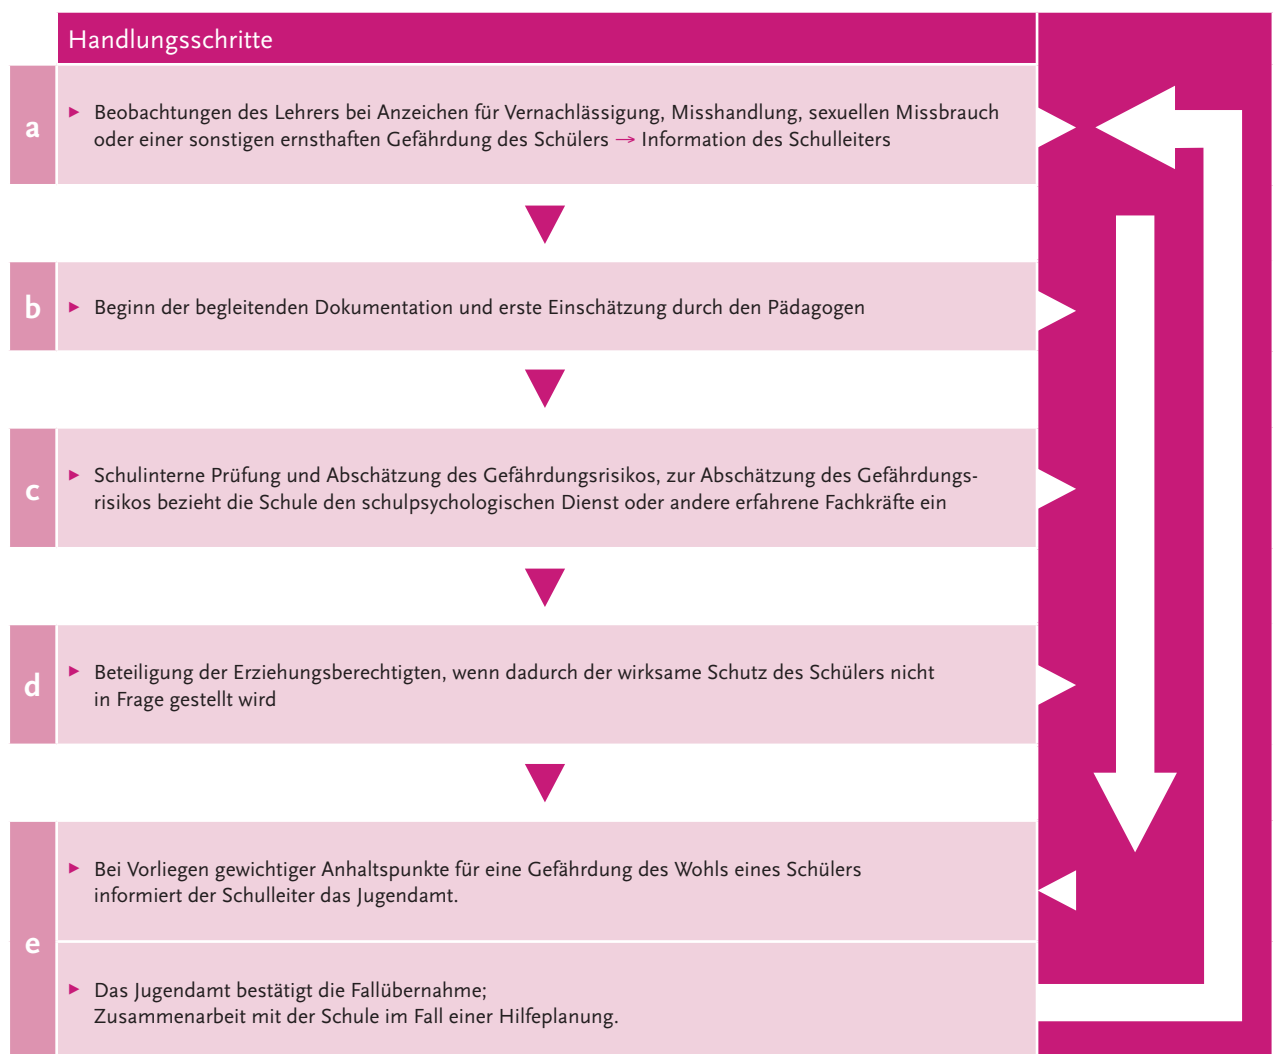 Handlungsschritte
a
▶ Beobachtungen des Lehrers bei Anzeichen für Vernachlässigung, Misshandlung, sexuellen Missbrauch
oder einer sonstigen ernsthaften Gefährdung des Schülers → Information des Schulleiters
b
▶ Beginn der begleitenden Dokumentation und erste Einschätzung durch den Pädagogen
c
▶ Schulinterne Prüfung und Abschätzung des Gefährdungsrisikos, zur Abschätzung des Gefährdungs-
risikos bezieht die Schule den schulpsychologischen Dienst oder andere erfahrene Fachkräfte ein
d
▶ Beteiligung der Erziehungsberechtigten, wenn dadurch der wirksame Schutz des Schülers nicht
in Frage gestellt wird
e
▶ Bei Vorliegen gewichtiger Anhaltspunkte für eine Gefährdung des Wohls eines Schülers
informiert der Schulleiter das Jugendamt.
▶ Das Jugendamt bestätigt die Fallübernahme;
Zusammenarbeit mit der Schule im Fall einer Hilfeplanung.